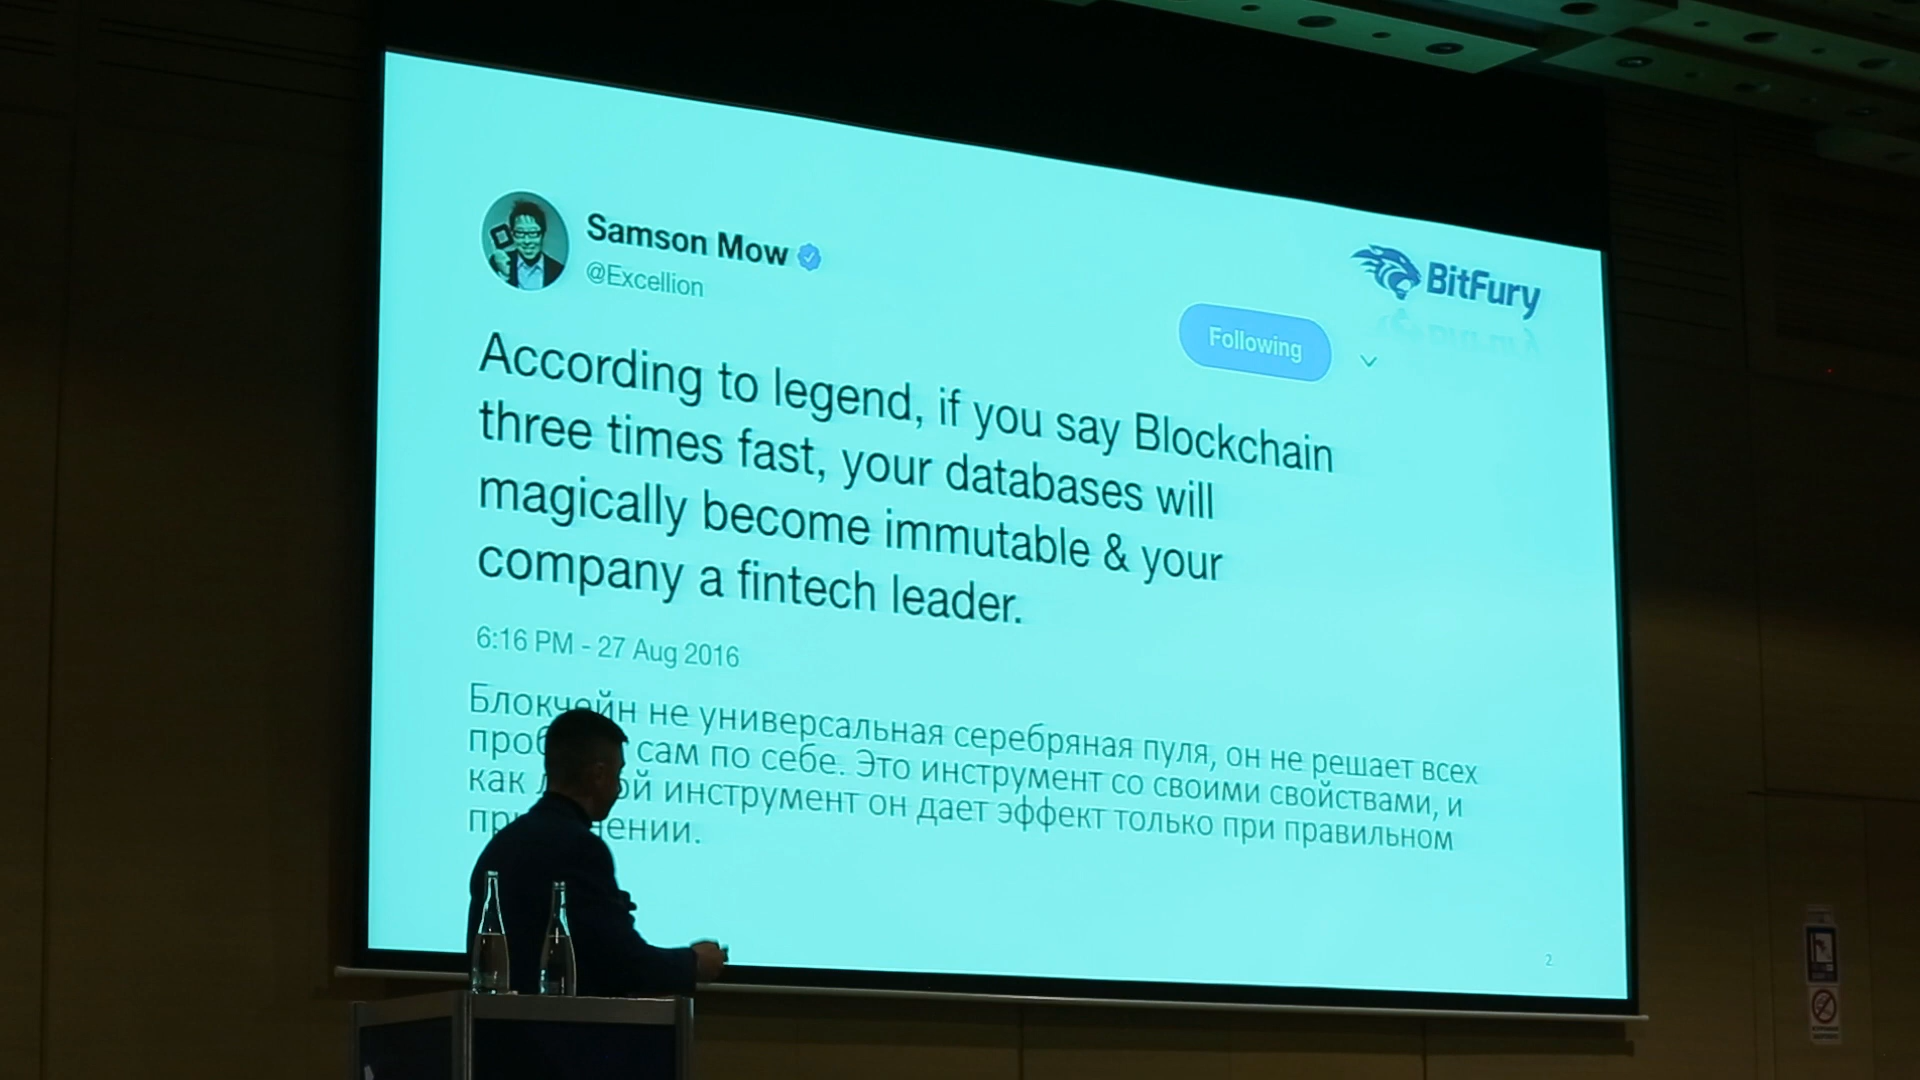 Samson Mow
@Excellion
BitFury
Following
According to legend, if you say Blockchain
three times fast, your databases will
magically become immutable & your
company a fintech leader.
6:16 PM - 27 Aug 2016
Блокчейн не универсальная серебряная пуля, он не решает всех
сам по себе. Это инструмент со своими свойствами, и
как инструмент он дает эффект только при правильном
2